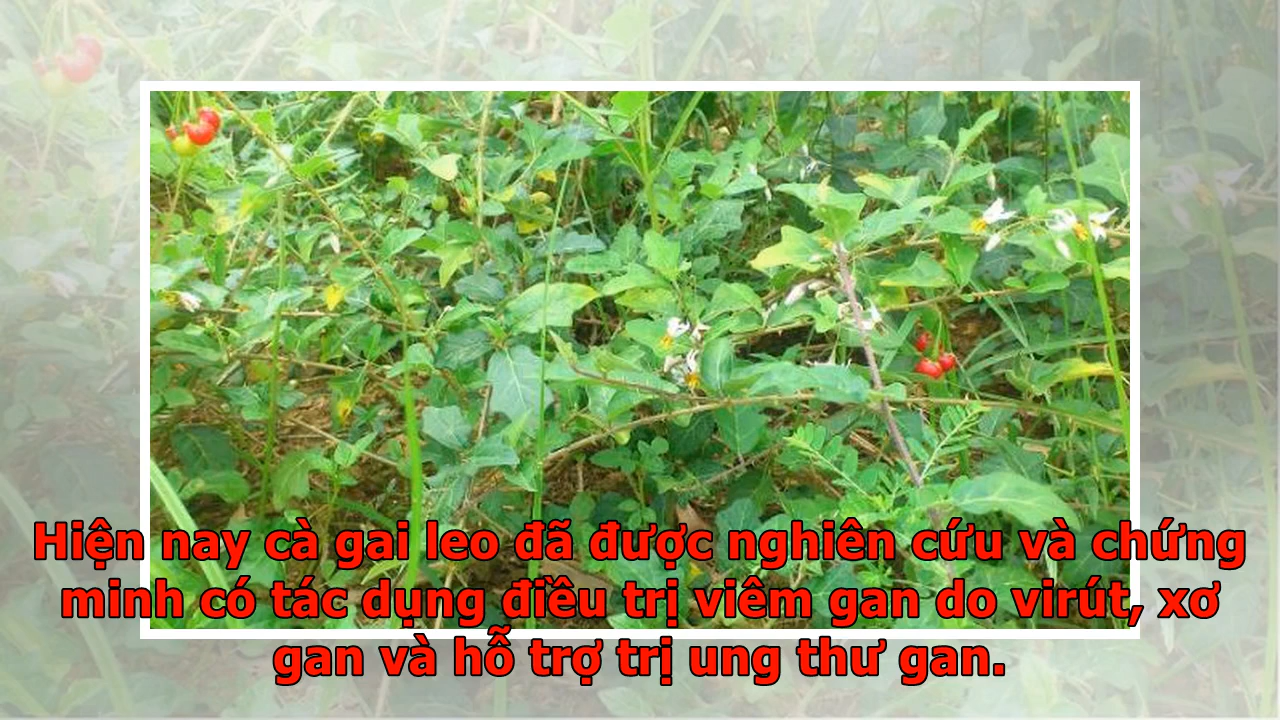 Hiện nay cà gai leo đã được nghiên cứu và chứng
minh có tác dụng điều trị viêm gan do virút, xơ
gan và hỗ trợ trị ung thư gan.